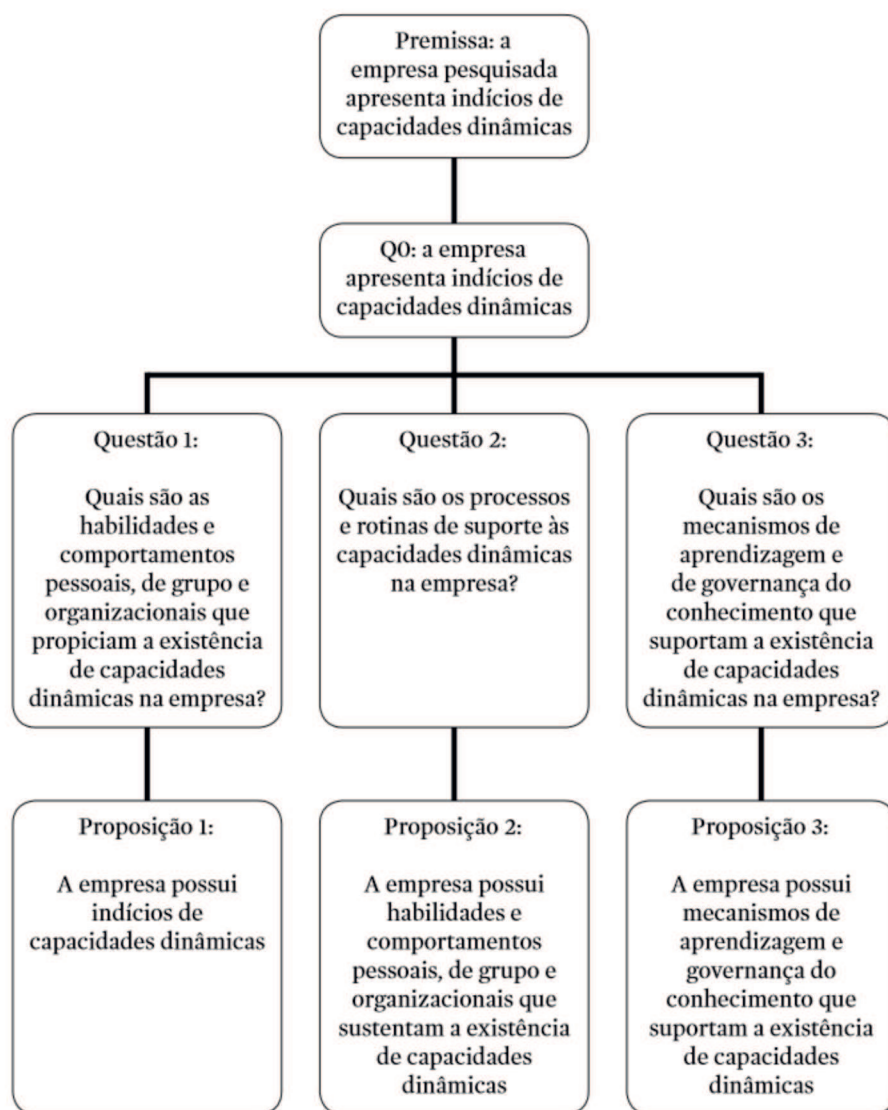 Premissa: a
empresa pesquisada
apresenta indícios de
capacidades dinâmicas
Q0: a empresa
apresenta indícios de
capacidades dinâmicas
Questão 1:
Quais são as
habilidades e
comportamentos
pessoais, de grupo e
organizacionais que
propiciam a existência
de capacidades
dinâmicas na empresa?
Questão 2:
Quais são os processos
e rotinas de suporte às
capacidades dinâmicas
na empresa?
Questão 3:
Quais são os
mecanismos de
aprendizagem e
de governança do
conhecimento que
suportam a existência
de capacidades
dinâmicas na empresa?
Proposição 1:
A empresa possui
indícios de
capacidades dinâmicas
Proposição 2:
A empresa possui
habilidades e
comportamentos
pessoais, de grupo e
organizacionais que
sustentam a existência
de capacidades
dinâmicas
Proposição 3:
A empresa possui
mecanismos de
aprendizagem e
governança do
conhecimento que
suportam a existência
de capacidades
dinâmicas